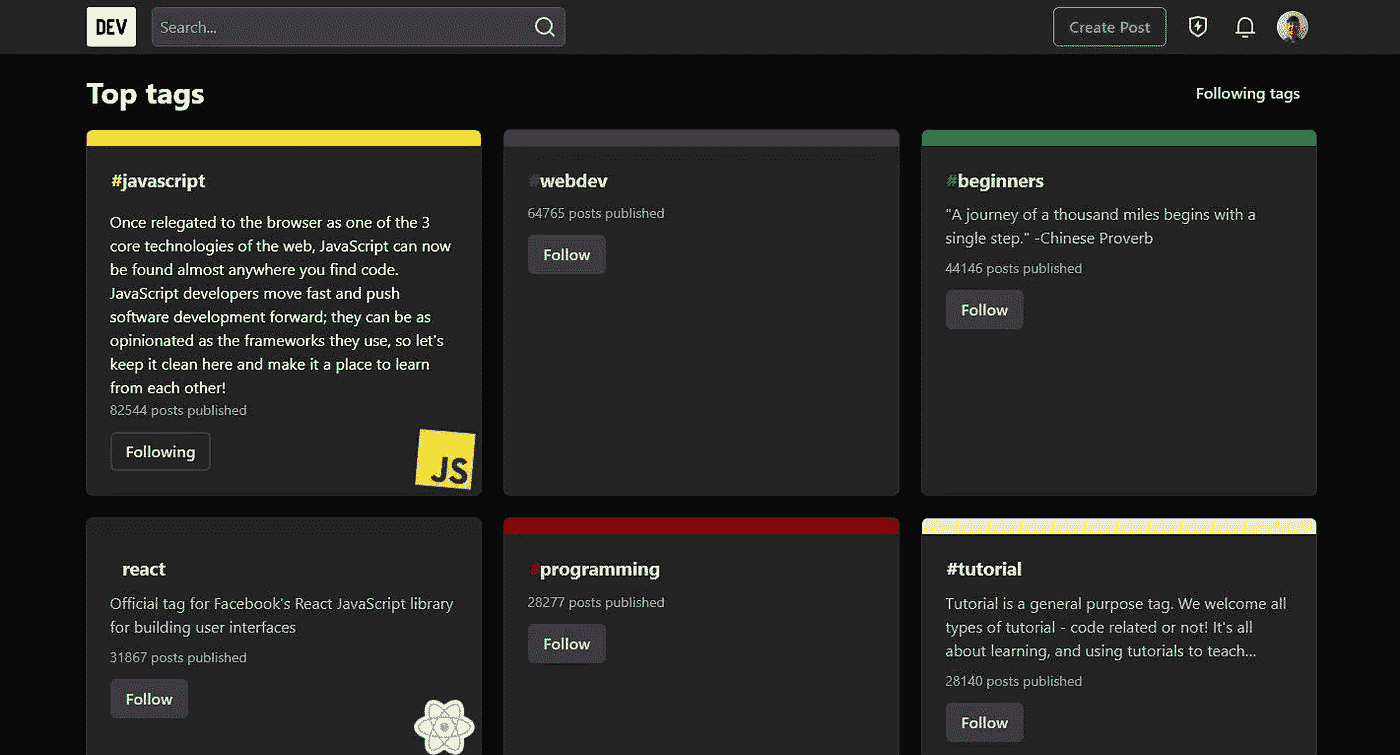 DEV
Search...
Create Post
Top tags
Following tags
#javascript
Once relegated to the browser as one of the 3
core technologies of the web, JavaScript can now
be found almost anywhere you find code.
JavaScript developers move fast and push
software development forward; they can be as
opinionated as the frameworks they use, so let's
keep it clean here and make it a place to learn
from each other!
82544 posts published
Following
JS
#webdev
64765 posts published
Follow
#beginners
"A journey of a thousand miles begins with a
single step." -Chinese Proverb
44146 posts published
Follow
react
Official tag for Facebook's React JavaScript library
for building user interfaces
31867 posts published
Follow
#programming
28277 posts published
Follow
#tutorial
Tutorial is a general purpose tag. We welcome all
types of tutorial - code related or not! It's all
about learning, and using tutorials to teach...
28140 posts published
Follow